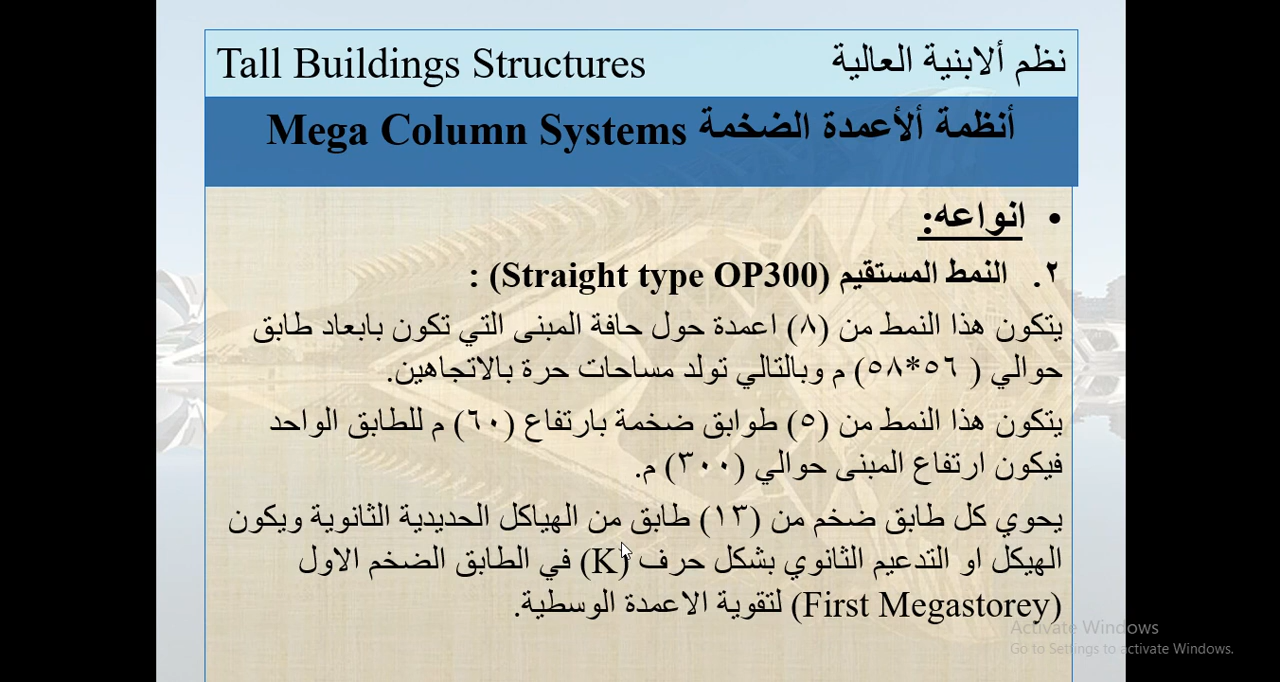 Tall Buildings Structures نظم ألابنية العالية
أنظمة ألأعمدة الضخمة Mega Column Systems
• انواعه:
٢. النمط المستقيم (Straight type OP300) :
يتكون هذا النمط من (٨) اعمدة حول حافة المبنى التي تكون بابعاد طابق
حوالي ( ٥٦*٥٨) م وبالتالي تولد مساحات حرة بالاتجاهين.
يتكون هذا النمط من (٥) طوابق ضخمة بارتفاع (٦٠) م للطابق الواحد
فيكون ارتفاع المبنى حوالي (٣٠٠) م.
يحوي كل طابق ضخم من (١٣) طابق من الهياكل الحديدية الثانوية ويكون
الهيكل او التدعيم الثانوي بشكل حرف (K) في الطابق الضخم الاول
(First Megastorey) لتقوية الاعمدة الوسطية.
Activate Windows
Go to Settings to activate Windows.